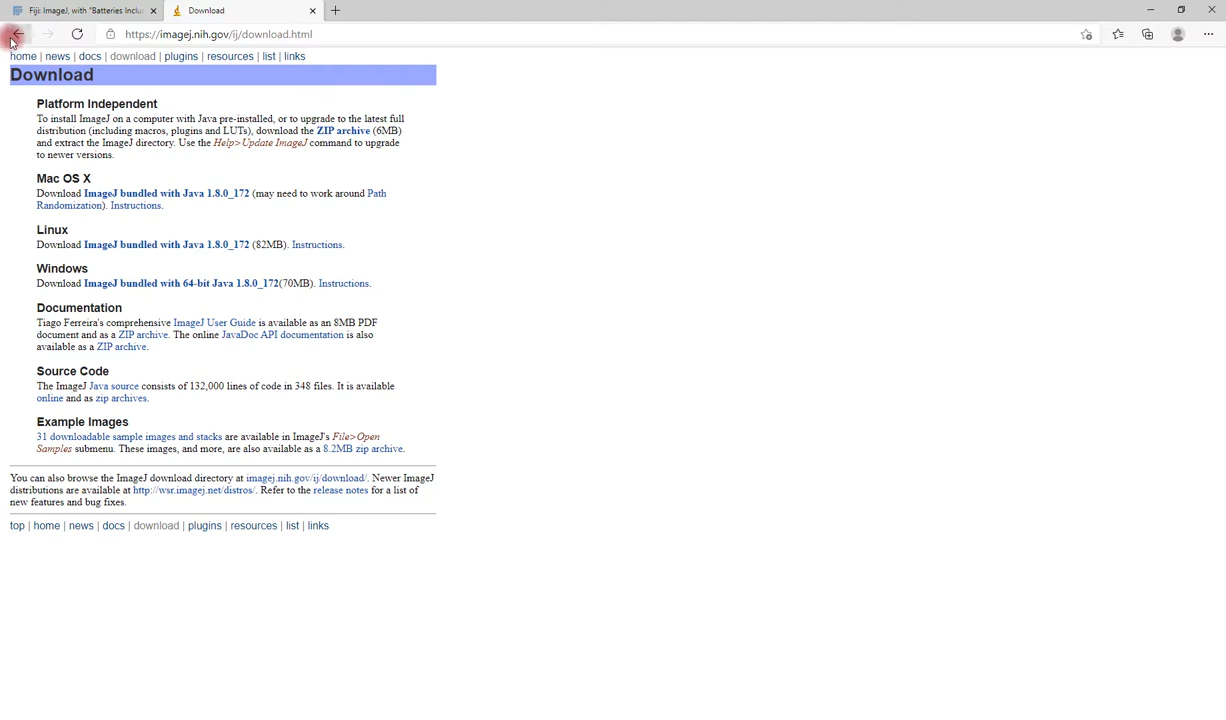 Fiji: ImageJ, with "Batteries Inclu
Download
https://imagej.nih.gov/ij/download.html
home | news | docs | download | plugins | resources | list | links
Download
Platform Independent
To install ImageJ on a computer with Java pre-installed, or to upgrade to the latest full
distribution (including macros, plugins and LUTs), download the ZIP archive (6MB)
and extract the ImageJ directory. Use the Help>Update ImageJ command to upgrade
to newer versions.
Mac OS X
Download ImageJ bundled with Java 1.8.0_172 (may need to work around Path
Randomization). Instructions.
Linux
Download ImageJ bundled with Java 1.8.0_172 (82MB). Instructions.
Windows
Download ImageJ bundled with 64-bit Java 1.8.0_172(70MB). Instructions.
Documentation
Tiago Ferreira's comprehensive ImageJ User Guide is available as an 8MB PDF
document and as a ZIP archive. The online JavaDoc API documentation is also
available as a ZIP archive.
Source Code
The ImageJ Java source consists of 132,000 lines of code in 348 files. It is available
online and as zip archives.
Example Images
31 downloadable sample images and stacks are available in ImageJ's File>Open
Samples submenu. These images, and more, are also available as a 8.2MB zip archive.
You can also browse the ImageJ download directory at imagej.nih.gov/ij/download/. Newer ImageJ
distributions are available at http://wsr.imagej.net/distros/. Refer to the release notes for a list of
new features and bug fixes.
top | home | news | docs | download | plugins | resources | list | links